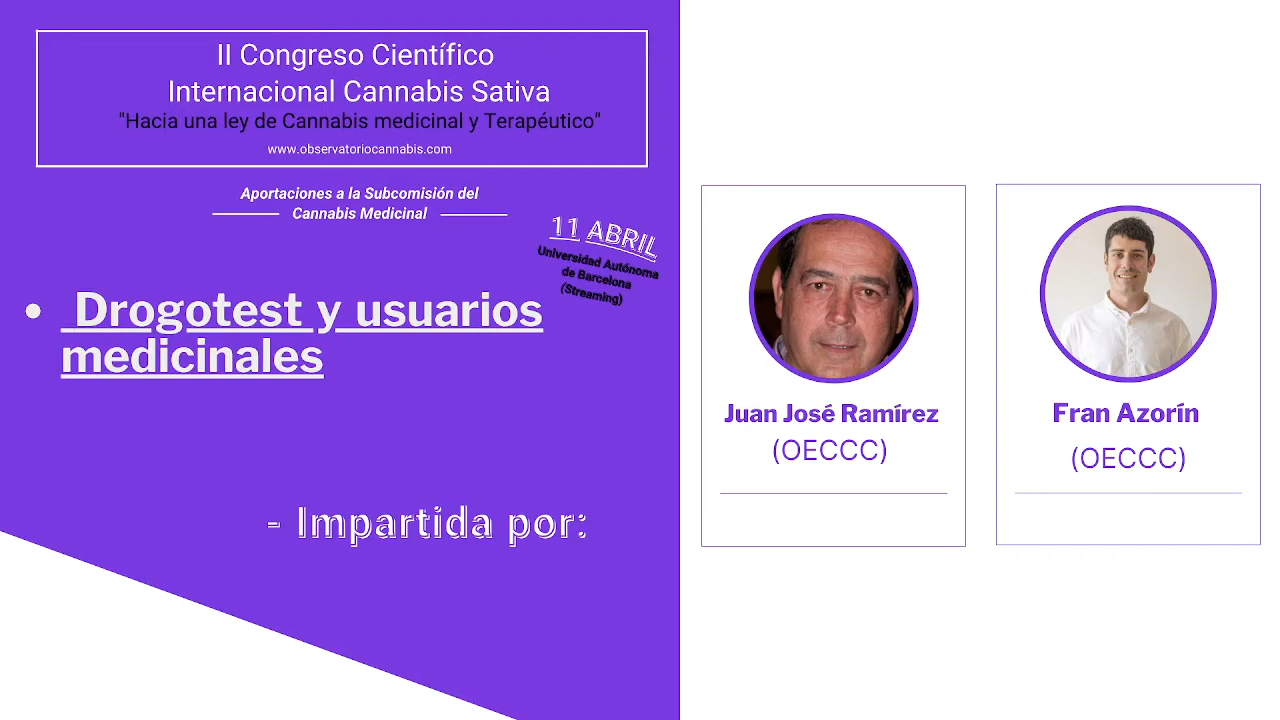 II Congreso Científico
Internacional Cannabis Sativa
"Hacia una ley de Cannabis medicinal y Terapéutico"
www.observatoriocannabis.com
Aportaciones a la Subcomisión del
Cannabis Medicinal
11 ABRIL
Universidad Autónoma
de Barcelona
(Streaming)
• Drogotest y usuarios
medicinales
- Impartida por:
Juan José Ramírez
(OECCC)
Fran Azorín
(OECCC)